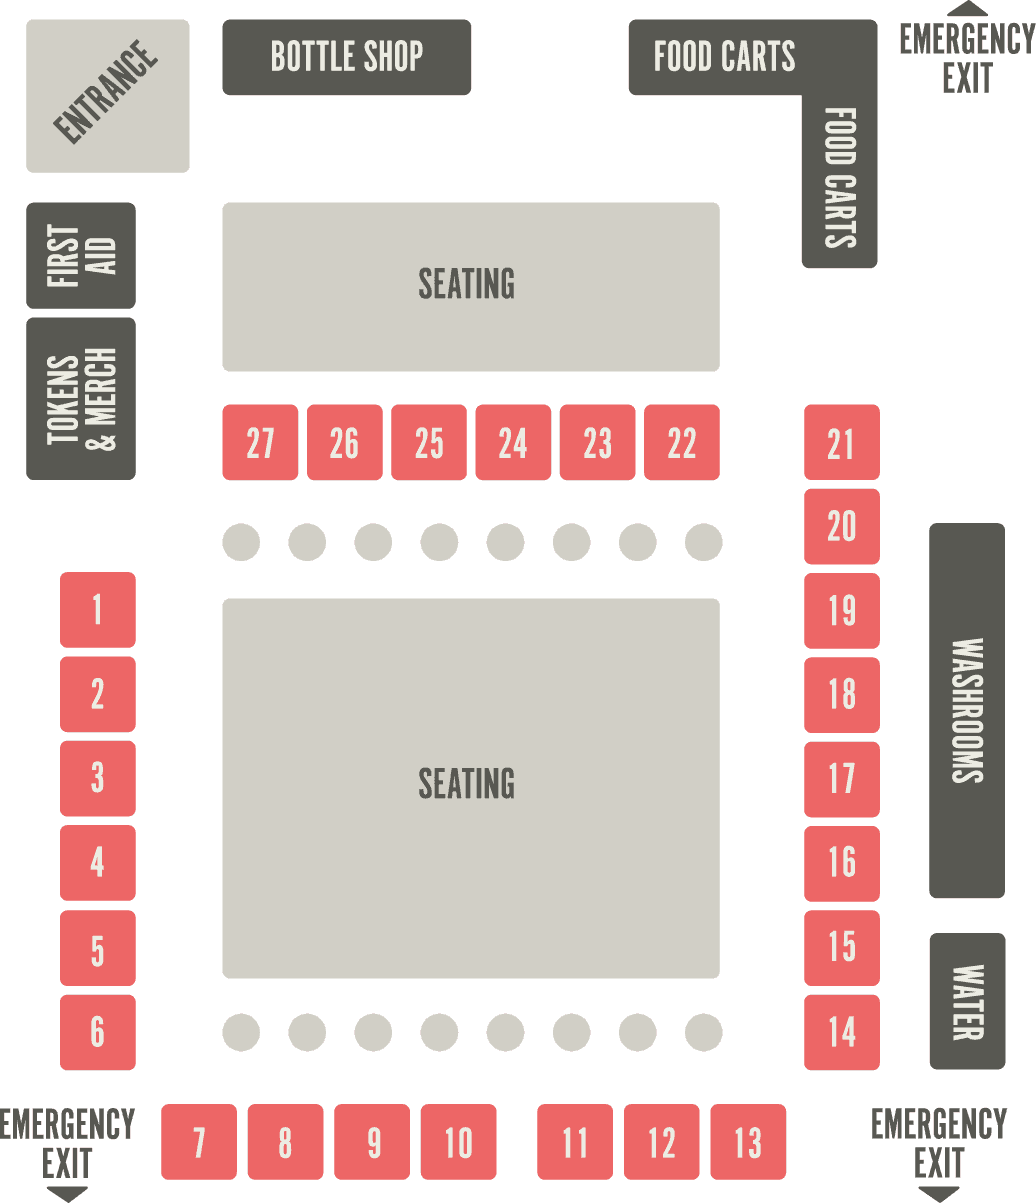 ENTRANCE
BOTTLE SHOP
FOOD CARTS
EMERGENCY
EXIT
FOOD CARTS
FIRST
AID
SEATING
TOKENS
& MERCH
27 26 25 24 23 22 21
20
19
18
17
16
15
14
1
2
3
4
5
6
SEATING
WASHROOMS
WATER
EMERGENCY
EXIT
7 8 9 10 11 12 13
EMERGENCY
EXIT